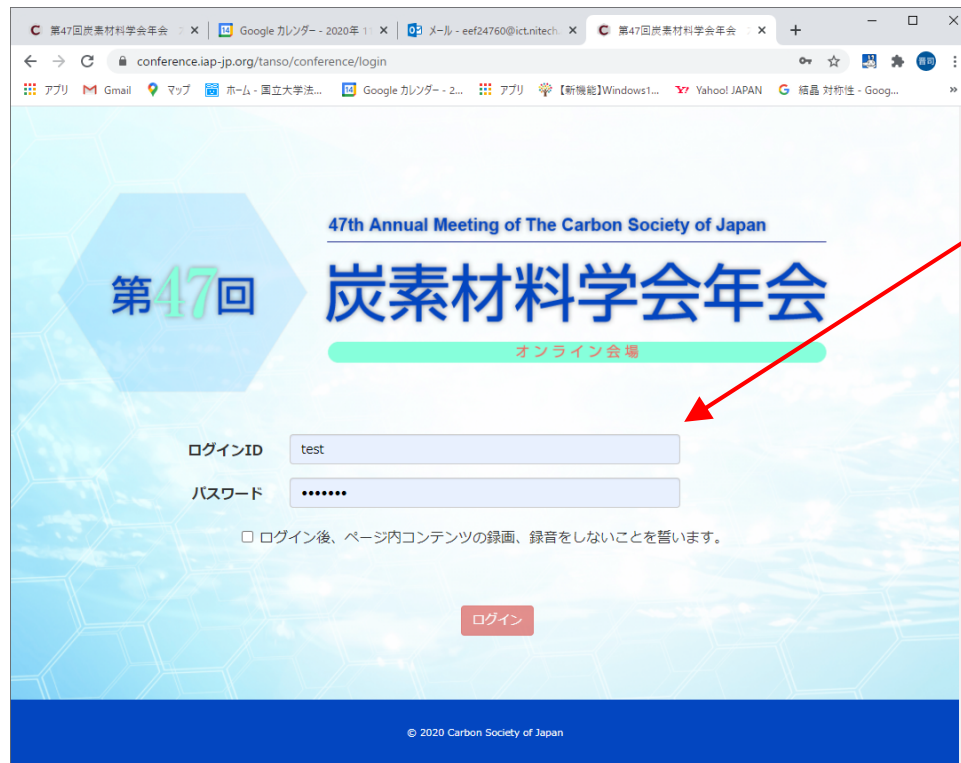 第47回炭素材料学会年会
Google カレンダー - 2020年 1
メール - eef24760@ict.nitech.
第47回炭素材料学会年会
conference.iap-jp.org/tanso/conference/login
アプリ Gmail マップ ホーム - 国立大学法... Google カレンダー - 2... アプリ 【新機能】Windows1... Yahoo! JAPAN 結晶 対称性 - Goog... »
47th Annual Meeting of The Carbon Society of Japan
第47回
炭素材料学会年会
オンライン会場
ログインID test
パスワード •••••••
ログイン後、ページ内コンテンツの録画、録音をしないことを誓います。
ログイン
© 2020 Carbon Society of Japan